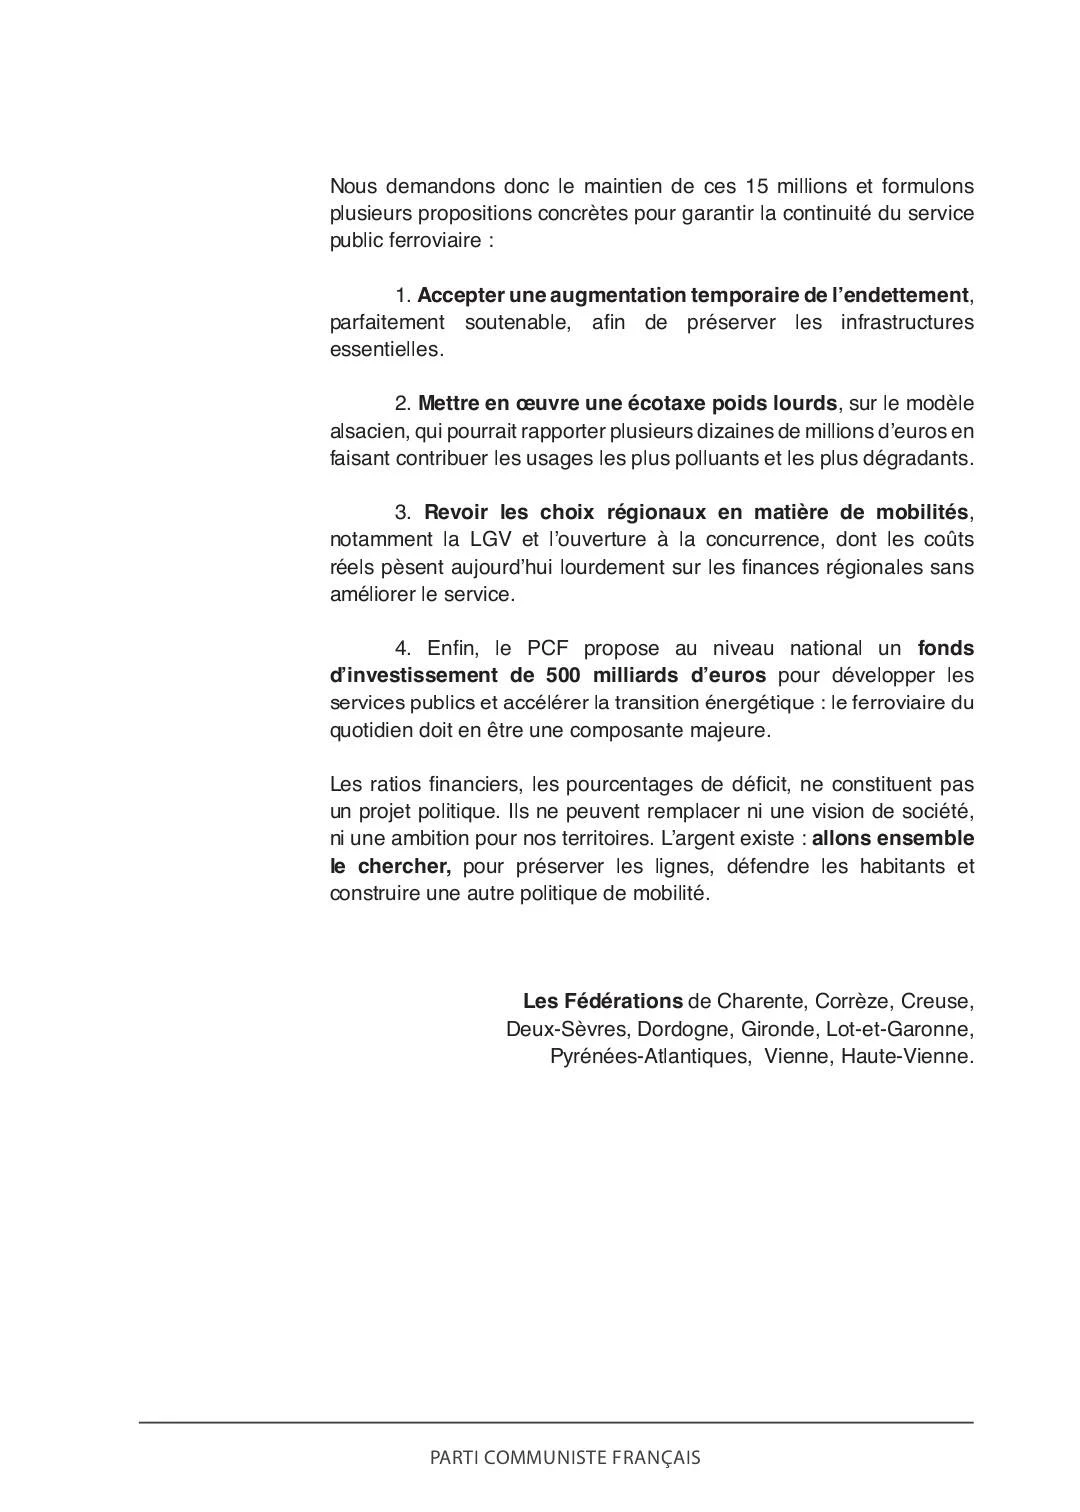 Nous demandons donc le maintien de ces 15 millions et formulons
plusieurs propositions concrètes pour garantir la continuité du service
public ferroviaire :
1. Accepter une augmentation temporaire de l’endettement,
parfaitement soutenable, afin de préserver les infrastructures
essentielles.
2. Mettre en œuvre une écotaxe poids lourds, sur le modèle
alsacien, qui pourrait rapporter plusieurs dizaines de millions d’euros en
faisant contribuer les usages les plus polluants et les plus dégradants.
3. Revoir les choix régionaux en matière de mobilités,
notamment la LGV et l’ouverture à la concurrence, dont les coûts
réels pèsent aujourd’hui lourdement sur les finances régionales sans
améliorer le service.
4. Enfin, le PCF propose au niveau national un fonds
d’investissement de 500 milliards d’euros pour développer les
services publics et accélérer la transition énergétique : le ferroviaire du
quotidien doit en être une composante majeure.
Les ratios financiers, les pourcentages de déficit, ne constituent pas
un projet politique. Ils ne peuvent remplacer ni une vision de société,
ni une ambition pour nos territoires. L’argent existe : allons ensemble
le chercher, pour préserver les lignes, défendre les habitants et
construire une autre politique de mobilité.
Les Fédérations de Charente, Corrèze, Creuse,
Deux-Sèvres, Dordogne, Gironde, Lot-et-Garonne,
Pyrénées-Atlantiques, Vienne, Haute-Vienne.
PARTI COMMUNISTE FRANÇAIS